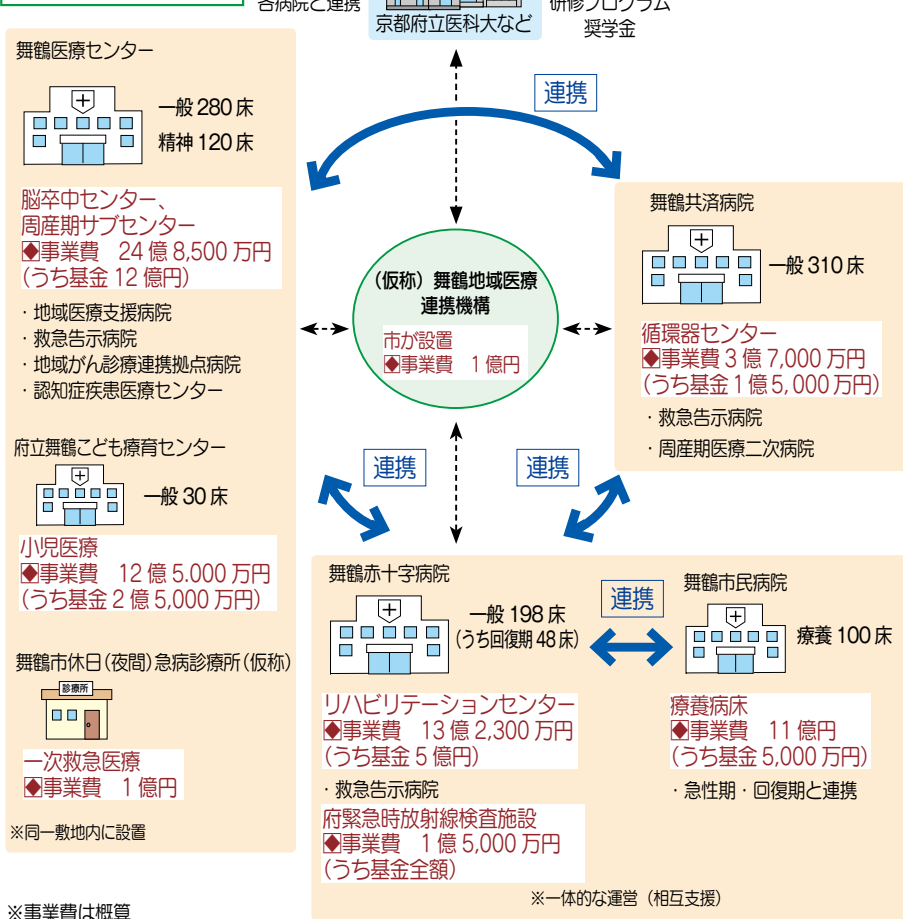 各病院と連携
京都府立医科大など
研修プログラム
奨学金
連携
舞鶴医療センター
一般 280 床
精神 120 床
脳卒中センター、
周産期サブセンター
◆事業費 24 億 8,500 万円
(うち基金 12 億円)
・地域医療支援病院
・救急告示病院
・地域がん診療連携拠点病院
・認知症疾患医療センター
府立舞鶴こども療育センター
一般 30 床
小児医療
◆事業費 12 億 5.000 万円
(うち基金 2 億 5,000 万円)
舞鶴市休日(夜間)急病診療所(仮称)
診療所
一次救急医療
◆事業費 1 億円
※同一敷地内に設置
(仮称)舞鶴地域医療
連携機構
市が設置
◆事業費 1 億円
舞鶴共済病院
一般 310 床
循環器センター
◆事業費 3 億 7,000 万円
(うち基金 1 億 5,000 万円)
・救急告示病院
・周産期医療二次病院
連携
連携
舞鶴赤十字病院
一般 198 床
(うち回復期 48 床)
リハビリテーションセンター
◆事業費 13 億 2,300 万円
(うち基金 5 億円)
・救急告示病院
府緊急時放射線検査施設
◆事業費 1 億 5,000 万円
(うち基金全額)
連携
舞鶴市民病院
療養 100 床
療養病床
◆事業費 11 億円
(うち基金 5,000 万円)
・急性期・回復期と連携
※一体的な運営(相互支援)
※事業費は概算